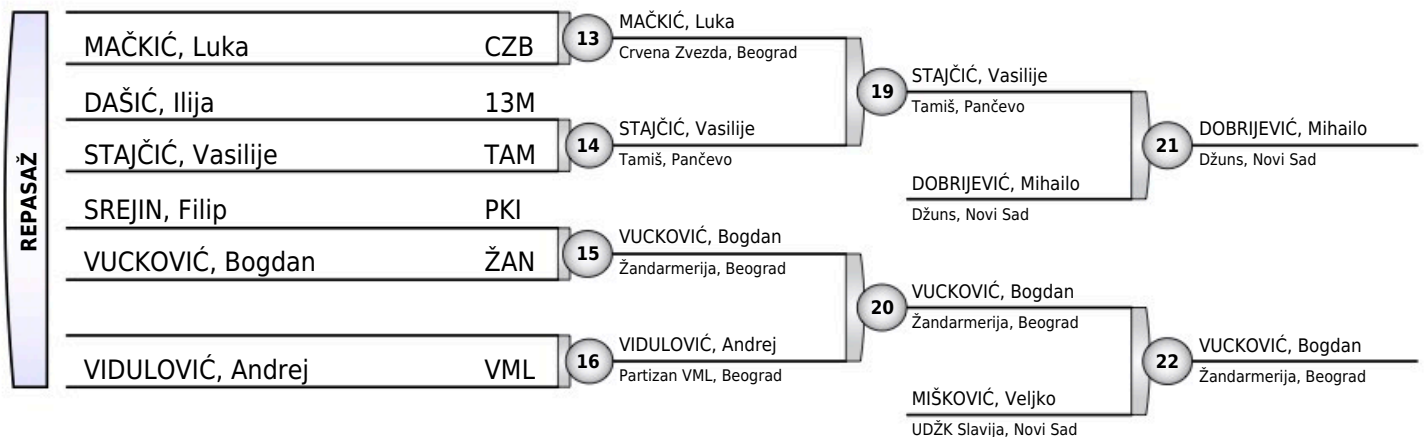 REPASAŽ
MAČKIĆ, Luka CZB
DAŠIĆ, Ilija 13M
STAJČIĆ, Vasilije TAM
SREJIN, Filip PKI
VUCKOVIĆ, Bogdan ŽAN
VIDULOVIĆ, Andrej VML
13
MAČKIĆ, Luka
Crvena Zvezda, Beograd
14
STAJČIĆ, Vasilije
Tamiš, Pančevo
15
VUCKOVIĆ, Bogdan
Žandarmerija, Beograd
16
VIDULOVIĆ, Andrej
Partizan VML, Beograd
19
STAJČIĆ, Vasilije
Tamiš, Pančevo
DOBRIJEVIĆ, Mihailo
Džuns, Novi Sad
20
VUCKOVIĆ, Bogdan
Žandarmerija, Beograd
MIŠKOVIĆ, Veljko
UDŽK Slavija, Novi Sad
21
DOBRIJEVIĆ, Mihailo
Džuns, Novi Sad
22
VUCKOVIĆ, Bogdan
Žandarmerija, Beograd